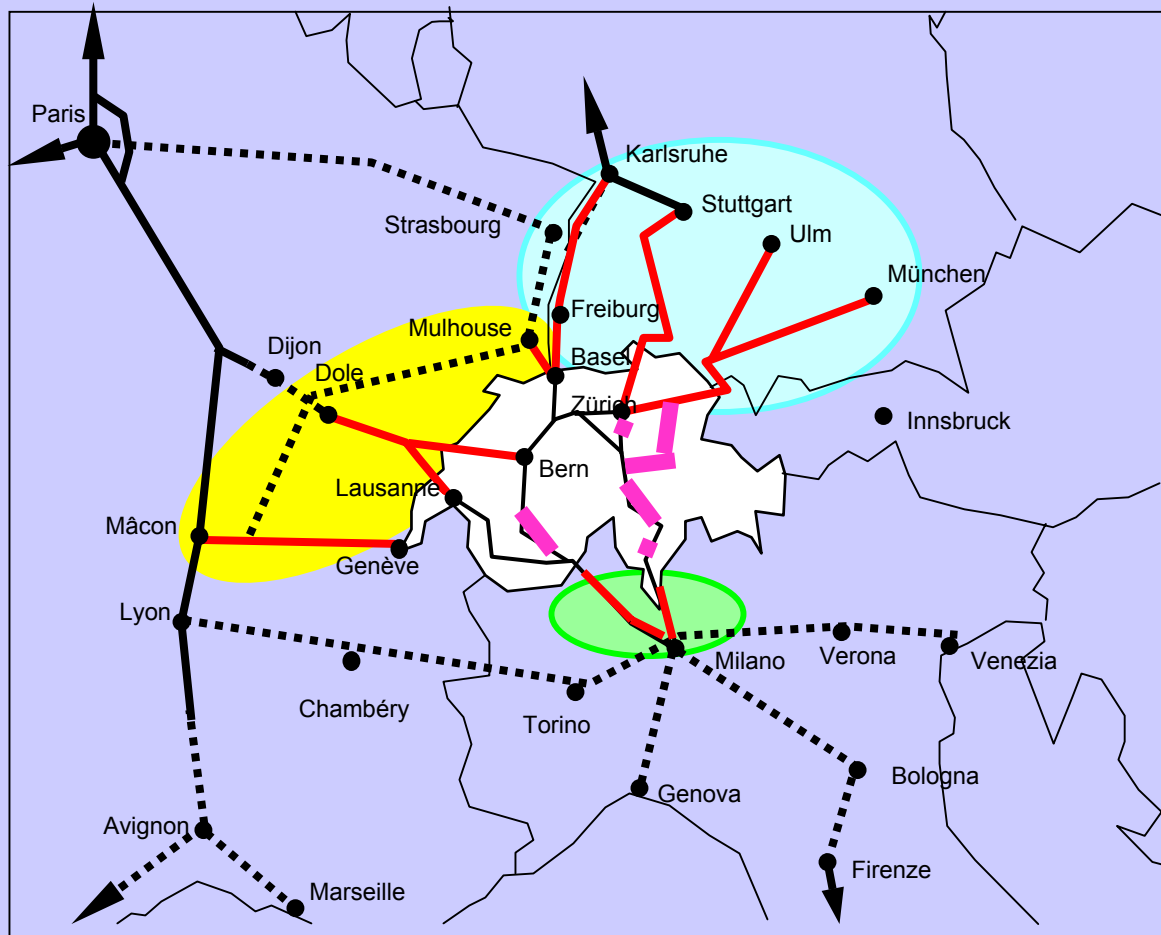 Paris
Karlsruhe
Stuttgart
Strasbourg
Ulm
München
Freiburg
Mulhouse
Dijon
Basel
Dole
Zürich
Innsbruck
Bern
Lausanne
Mâcon
Genève
Lyon
Milano
Verona
Venezia
Chambéry
Torino
Bologna
Genova
Avignon
Firenze
Marseille